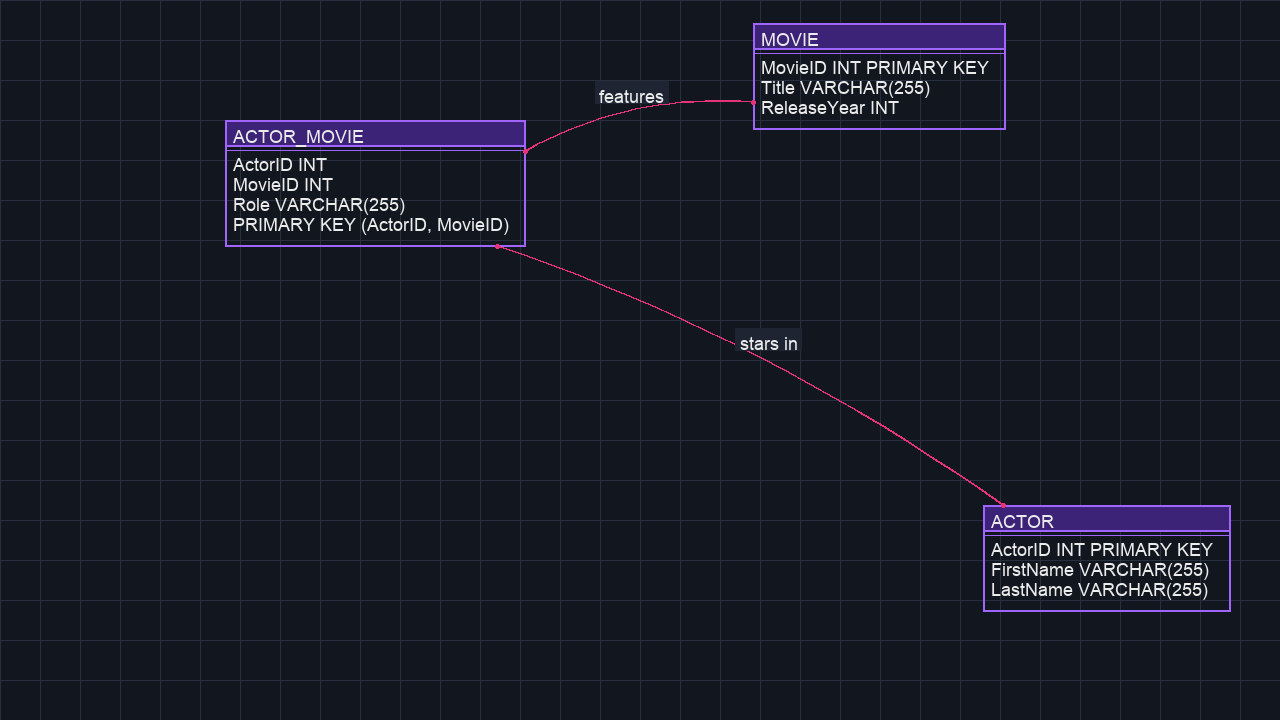 MOVIE
MovieID INT PRIMARY KEY
Title VARCHAR(255)
ReleaseYear INT
features
ACTOR_MOVIE
ActorID INT
MovieID INT
Role VARCHAR(255)
PRIMARY KEY (ActorID, MovieID)
stars in
ACTOR
ActorID INT PRIMARY KEY
FirstName VARCHAR(255)
LastName VARCHAR(255)